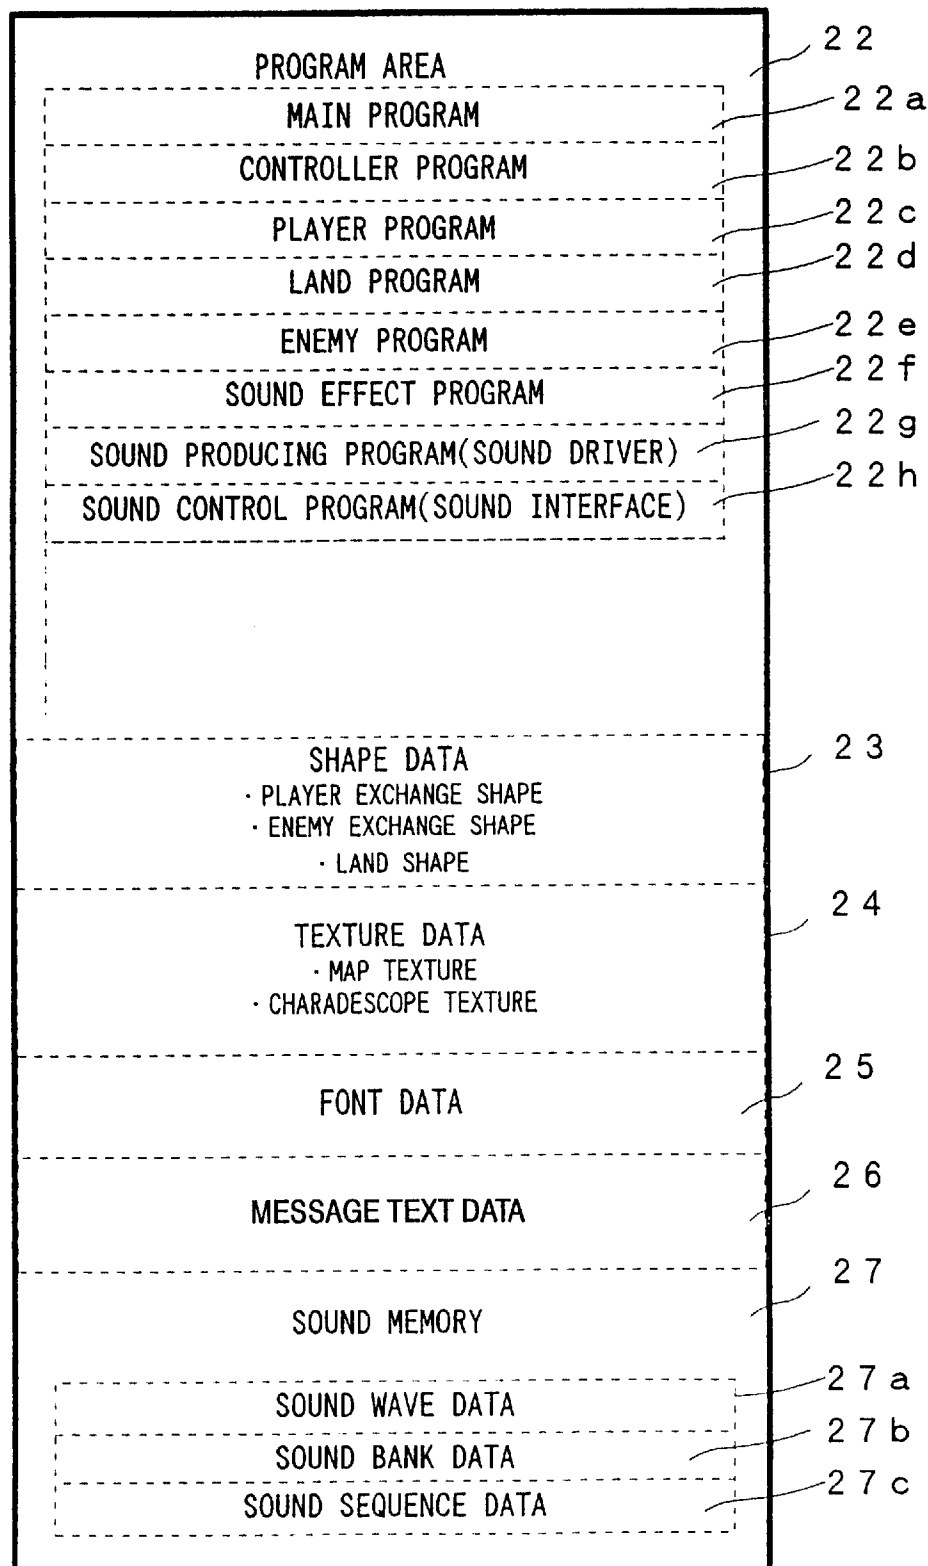 PROGRAM AREA 22
MAIN PROGRAM 22a
CONTROLLER PROGRAM 22b
PLAYER PROGRAM 22c
LAND PROGRAM 22d
ENEMY PROGRAM 22e
SOUND EFFECT PROGRAM 22f
SOUND PRODUCING PROGRAM(SOUND DRIVER) 22g
SOUND CONTROL PROGRAM(SOUND INTERFACE) 22h
SHAPE DATA 23
· PLAYER EXCHANGE SHAPE
· ENEMY EXCHANGE SHAPE
· LAND SHAPE
TEXTURE DATA 24
· MAP TEXTURE
· CHARADESCOPE TEXTURE
FONT DATA 25
MESSAGE TEXT DATA 26
SOUND MEMORY 27
SOUND WAVE DATA 27a
SOUND BANK DATA 27b
SOUND SEQUENCE DATA 27c